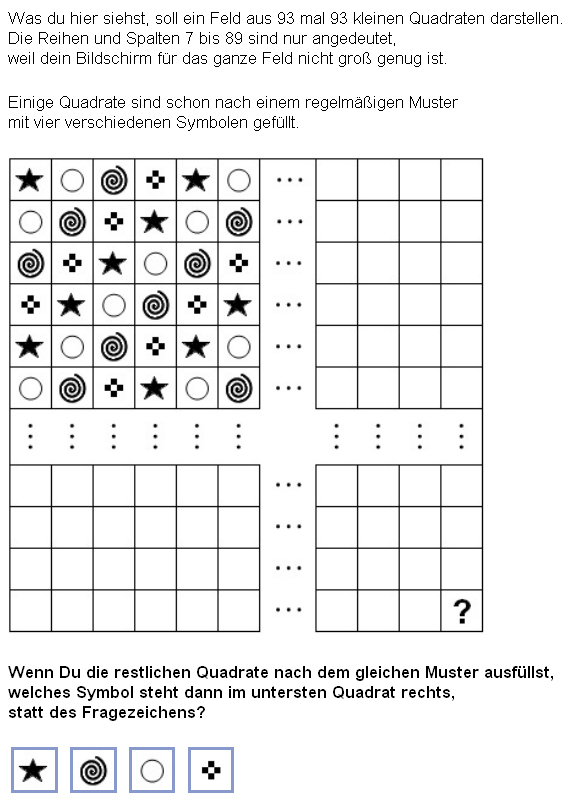 Was du hier siehst, soll ein Feld aus 93 mal 93 kleinen Quadraten darstellen.
Die Reihen und Spalten 7 bis 89 sind nur angedeutet,
weil dein Bildschirm für das ganze Feld nicht groß genug ist.
Einige Quadrate sind schon nach einem regelmäßigen Muster
mit vier verschiedenen Symbolen gefüllt.
?
Wenn Du die restlichen Quadrate nach dem gleichen Muster ausfüllst,
welches Symbol steht dann im untersten Quadrat rechts,
statt des Fragezeichens?